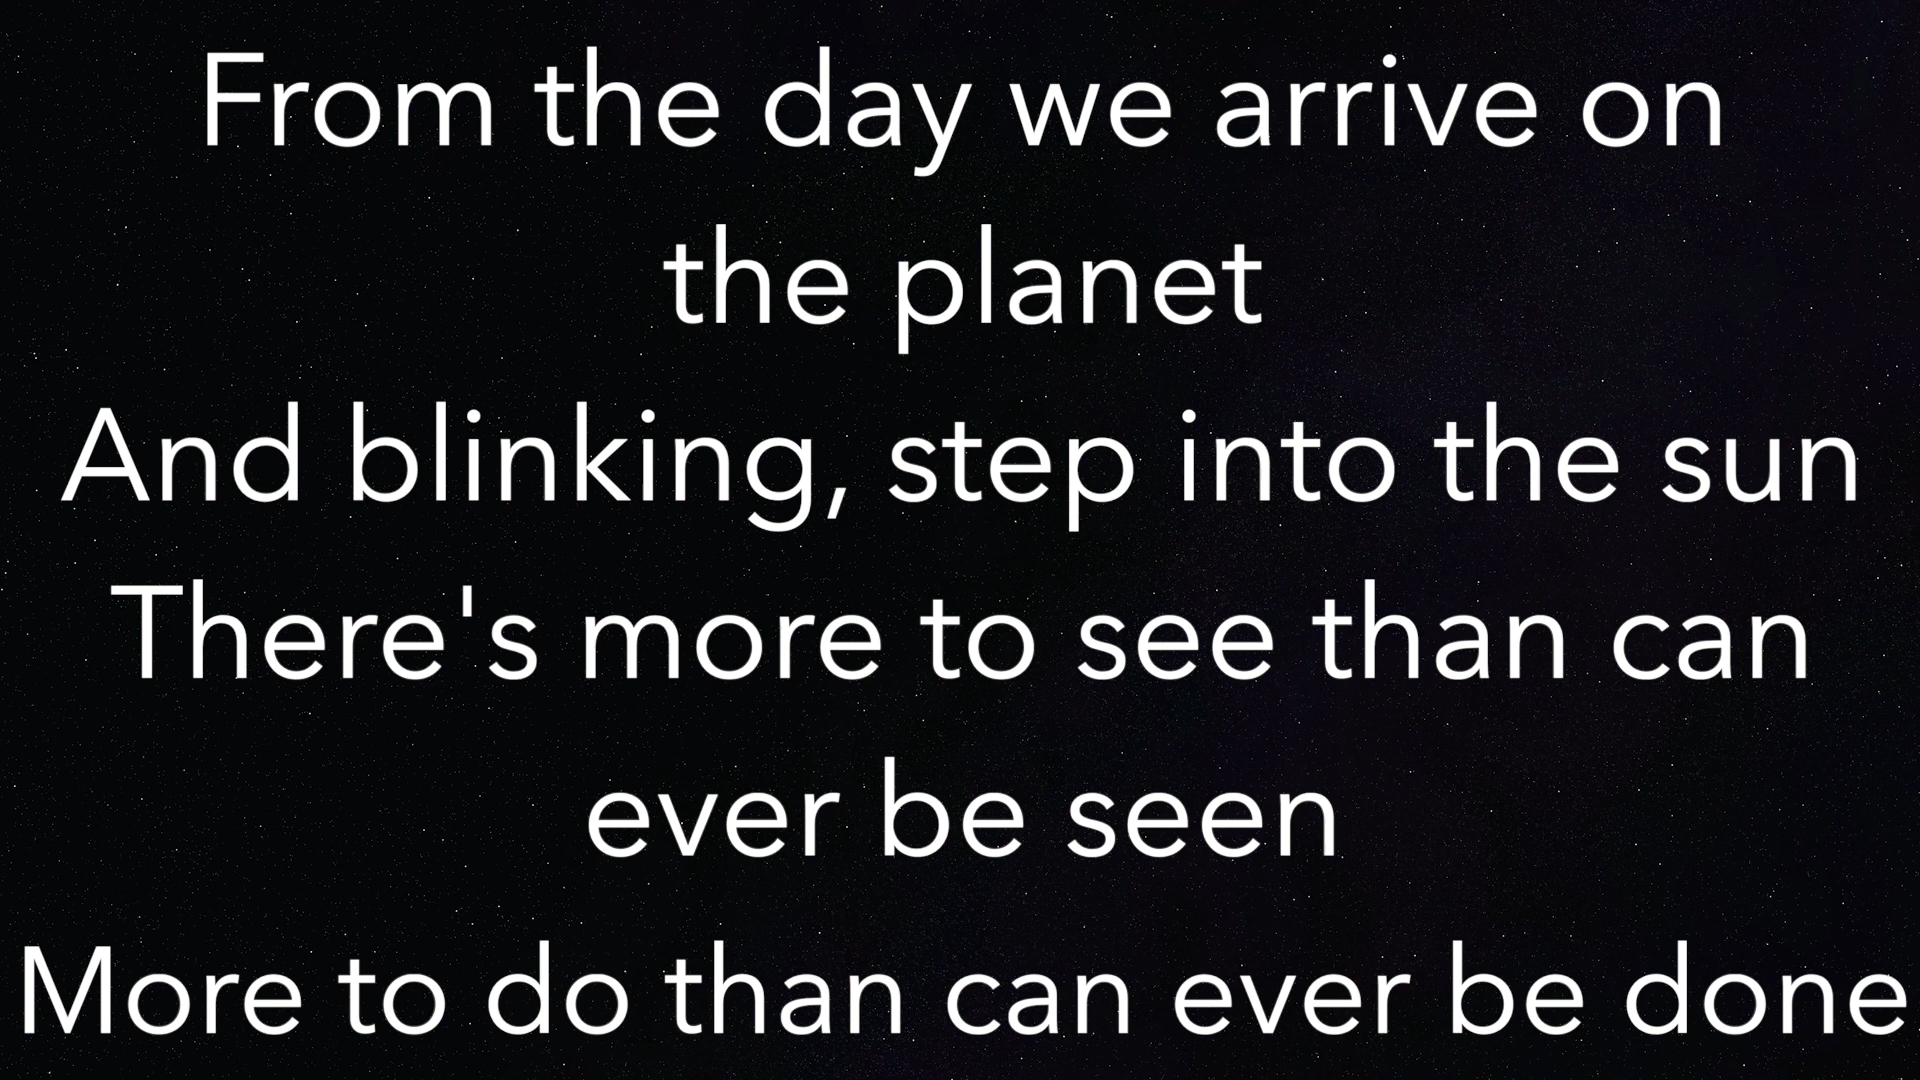 From the day we arrive on
the planet
And blinking, step into the sun
There's more to see than can
ever be seen
More to do than can ever be done